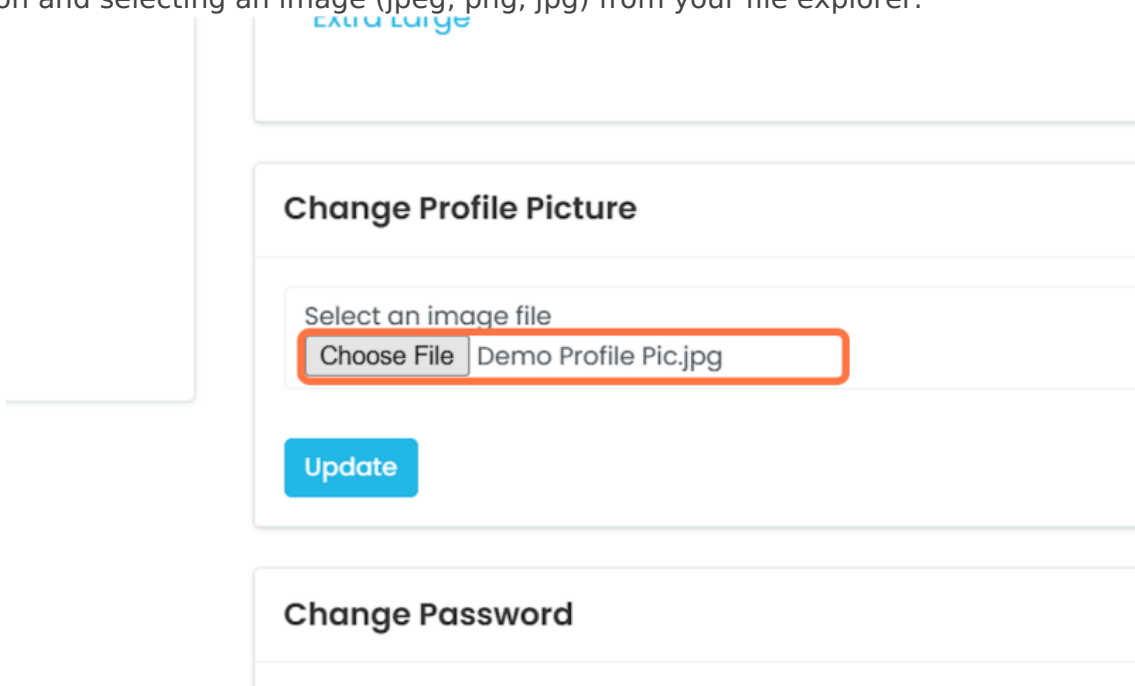 on and selecting an image (jpeg, png, jpg) from your file explorer.
Extra Large
Change Profile Picture
Select an image file
Choose File Demo Profile Pic.jpg
Update
Change Password